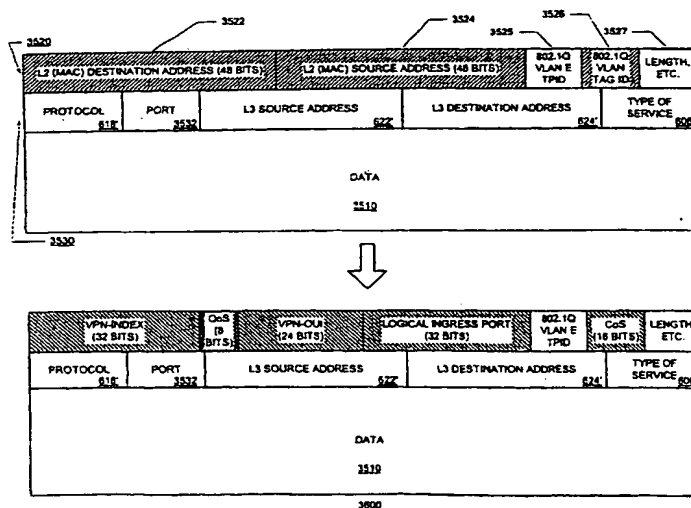 3522
3524
3526
3520
3525
3527
L2 (MAC) DESTINATION ADDRESS (48 BITS)
L2 (MAC) SOURCE ADDRESS (48 BITS)
802.1Q
VLAN E
TPID
802.1Q
VLAN
TAG ID
LENGTH,
ETC.
PROTOCOL
618'
PORT
3532
L3 SOURCE ADDRESS
622'
L3 DESTINATION ADDRESS
624'
TYPE OF
SERVICE
608'
DATA
3510
3530
VPN-INDEX
(32 BITS)
QoS
(8
BITS)
VPN-OUI
(24 BITS)
LOGICAL INGRESS PORT
(32 BITS)
802.1Q
VLAN E
TPID
CoS
(16 BITS)
LENGTH,
ETC.
PROTOCOL
618'
PORT
3532
L3 SOURCE ADDRESS
622'
L3 DESTINATION ADDRESS
624'
TYPE OF
SERVICE
DATA
3510
3600